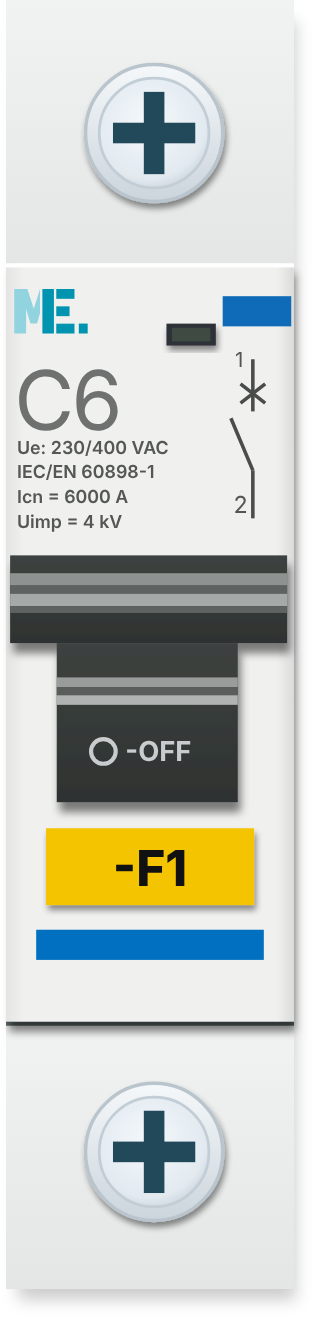 ME.
1
C6
Ue: 230/400 VAC
IEC/EN 60898-1
Icn = 6000 A
2
Uimp = 4 kV
O -OFF
-F1